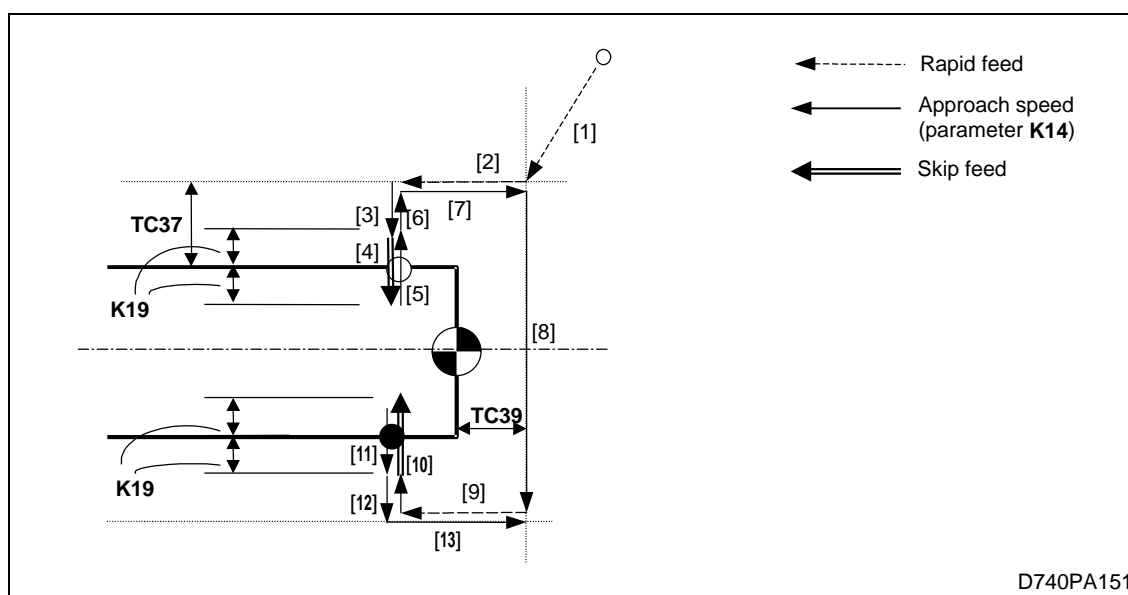 Rapid feed
Approach speed
(parameter K14)
Skip feed
[1]
[2]
[3]
[6]
[7]
TC37
[4]
[5]
K19
[8]
TC39
[11]
[10]
K19
[12]
[9]
[13]
D740PA151